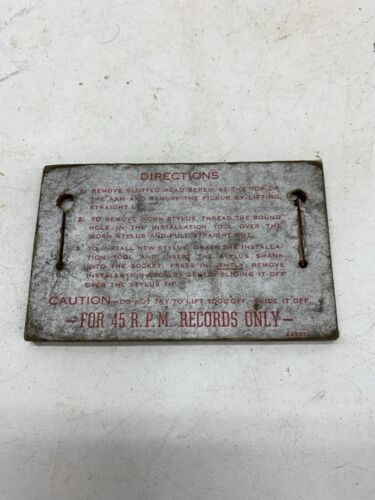 DIRECTIONS
1. REMOVE SLOTTED HEAD SCREW AT THE TOP OF
THE ARM AND REMOVE THE PICKUP BY LIFTING
STRAIGHT UP.
2. TO REMOVE WORN STYLUS, THREAD THE ROUND
HOLE IN THE INSTALLATION TOOL OVER THE
WORN STYLUS AND PULL STRAIGHT OUT.
3. TO INSTALL NEW STYLUS, GRASP THE INSTALLA-
TION TOOL AND INSERT THE STYLUS SHANK
INTO THE SOCKET. PRESS IN GENTLY. REMOVE
INSTALLATION TOOL BY GENTLY SLIDING IT OFF
OVER THE STYLUS TIP.
CAUTION—DO NOT TRY TO LIFT TOOL OFF—SLIDE IT OFF.
—FOR 45 R.P.M. RECORDS ONLY—